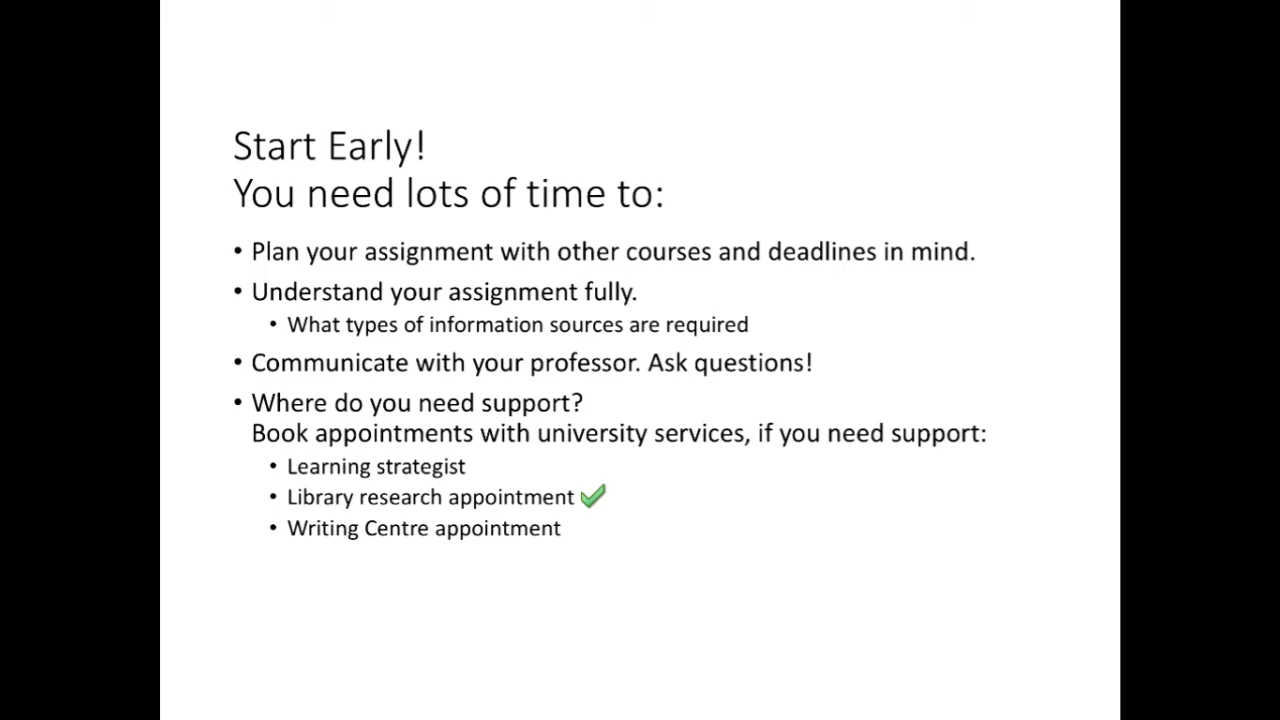 Start Early!
You need lots of time to:
• Plan your assignment with other courses and deadlines in mind.
• Understand your assignment fully.
• What types of information sources are required
• Communicate with your professor. Ask questions!
• Where do you need support?
Book appointments with university services, if you need support:
• Learning strategist
• Library research appointment
• Writing Centre appointment